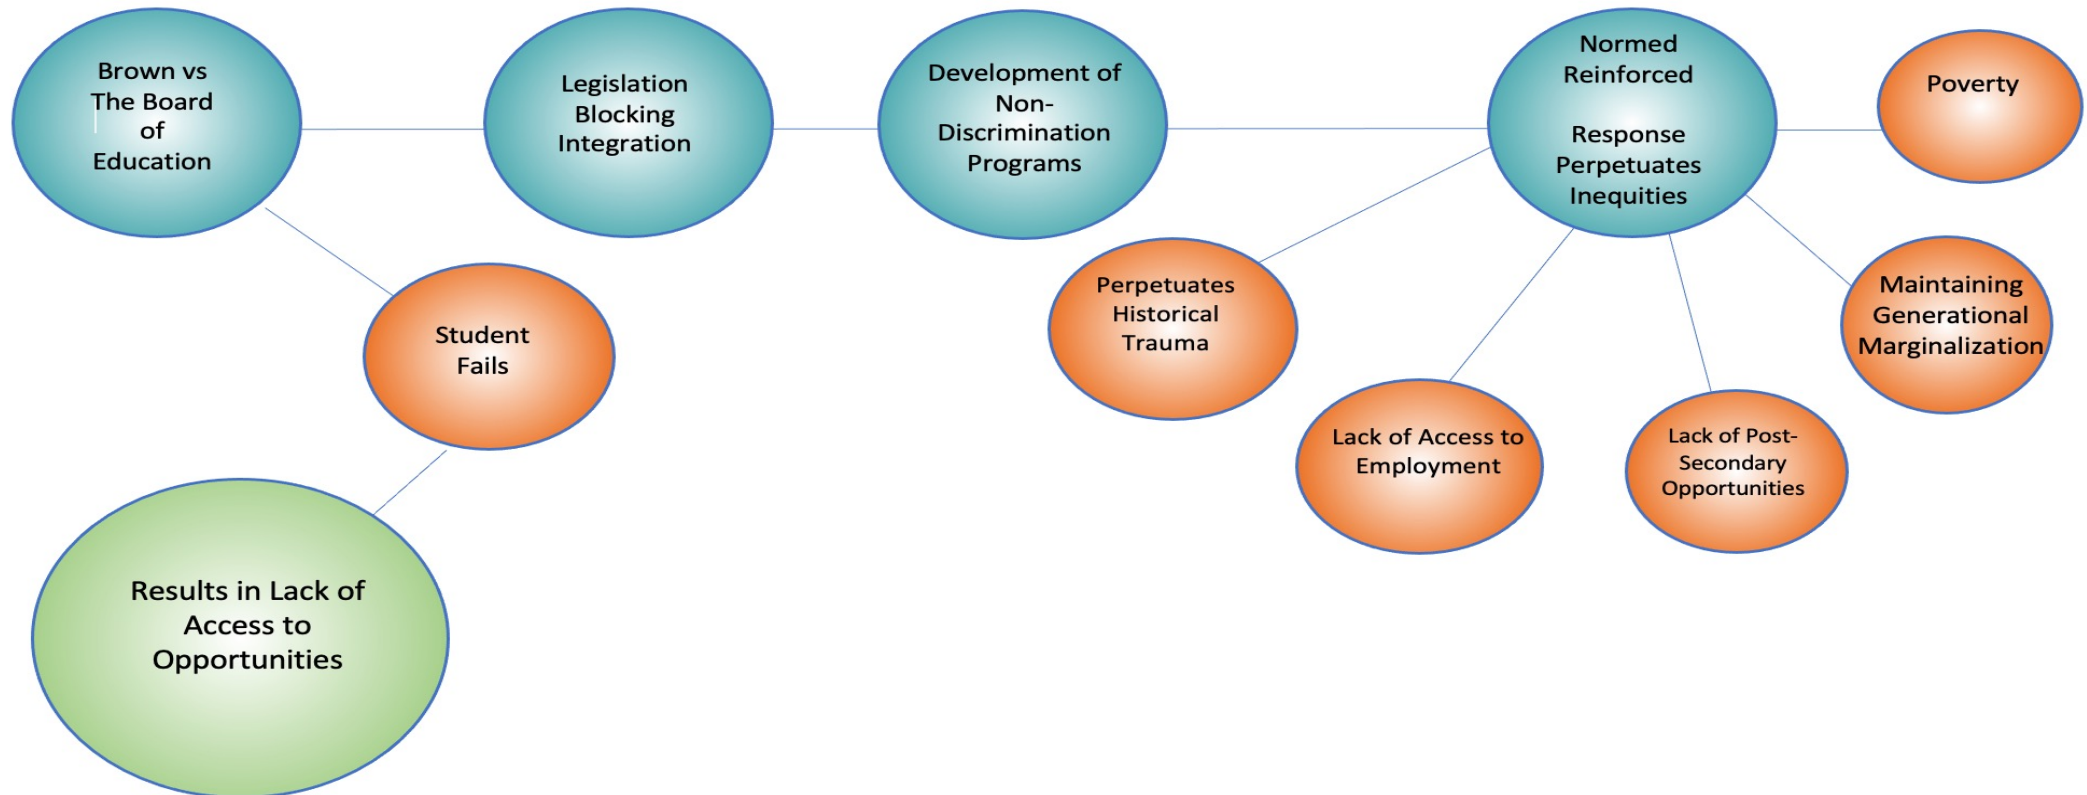 Brown vs
The Board
of
Education
Legislation
Blocking
Integration
Development of
Non-
Discrimination
Programs
Normed
Reinforced
Response
Perpetuates
Inequities
Poverty
Student
Fails
Perpetuates
Historical
Trauma
Lack of Access to
Employment
Lack of Post-
Secondary
Opportunities
Maintaining
Generational
Marginalization
Results in Lack of
Access to
Opportunities